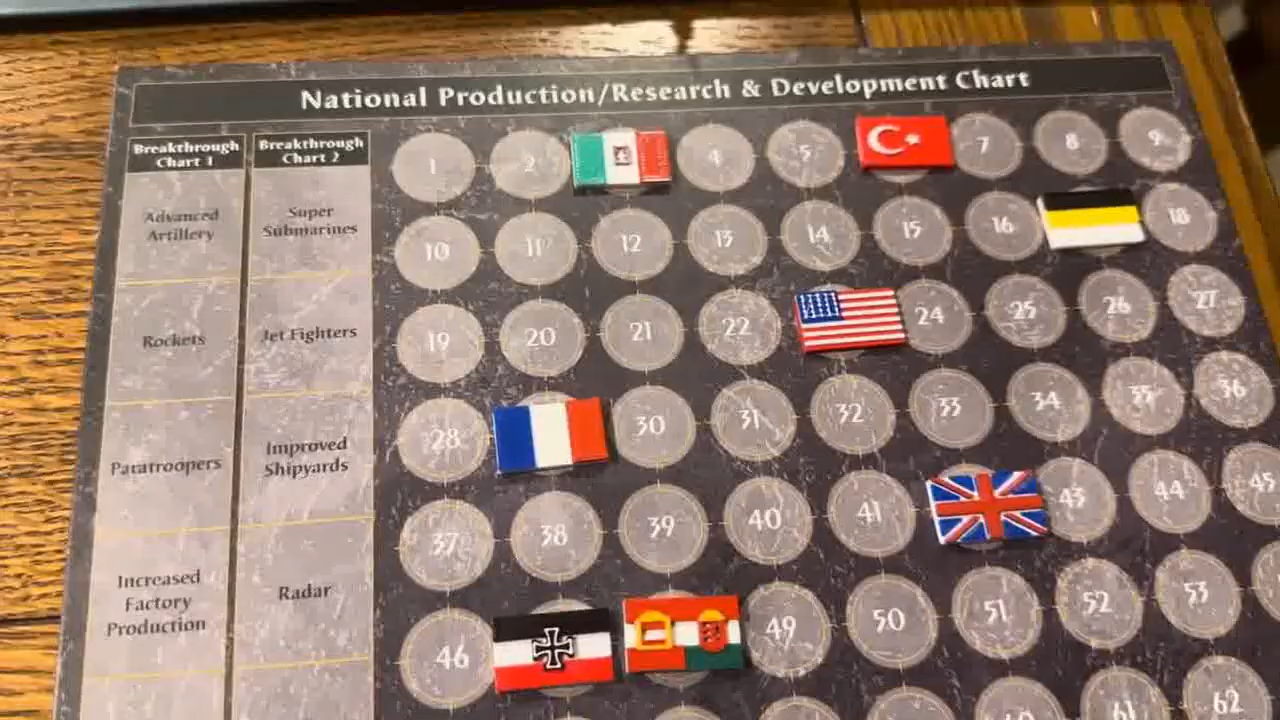 National Production/Research & Development Chart
Breakthrough
Chart 1
Breakthrough
Chart 2
Advanced
Artillery
Super
Submarines
Rockets
Jet Fighters
Paratroopers
Improved
Shipyards
Increased
Factory
Production
Radar
1 2 4 5 7 8 9
10 11 12 13 14 15 16 18
19 20 21 22 24 25 26 27
28 30 31 32 33 34 35 36
37 38 39 40 41 43 44 45
46 49 50 51 52 53
61 62